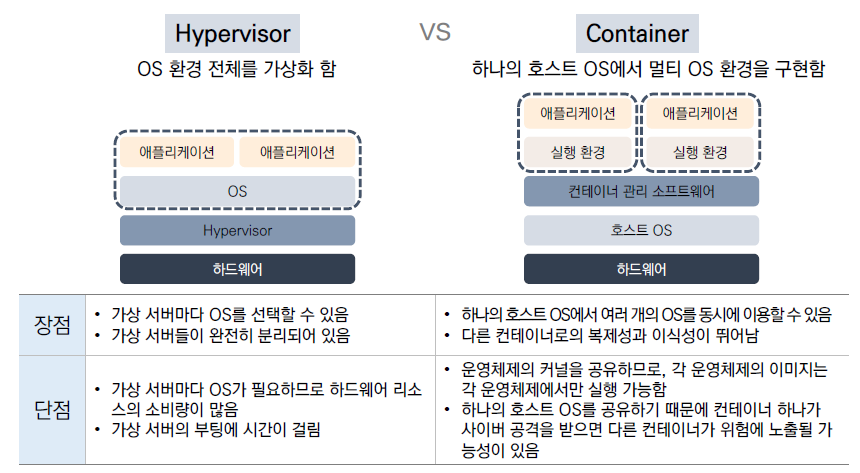 Hypervisor
VS
Container
OS 환경 전체를 가상화 함
하나의 호스트 OS에서 멀티 OS 환경을 구현함
애플리케이션
애플리케이션
OS
Hypervisor
하드웨어
애플리케이션
애플리케이션
실행 환경
실행 환경
컨테이너 관리 소프트웨어
호스트 OS
하드웨어
장점
• 가상 서버마다 OS를 선택할 수 있음
• 가상 서버들이 완전히 분리되어 있음
• 하나의 호스트 OS에서 여러 개의 OS를 동시에 이용할 수 있음
• 다른 컨테이너로의 복제성과 이식성이 뛰어남
단점
• 가상 서버마다 OS가 필요하므로 하드웨어 리소
스의 소비량이 많음
• 가상 서버의 부팅에 시간이 걸림
• 운영체제의 커널을 공유하므로, 각 운영체제의 이미지는
각 운영체제에서만 실행 가능함
• 하나의 호스트 OS를 공유하기 때문에 컨테이너 하나가
사이버 공격을 받으면 다른 컨테이너가 위험에 노출될 가
능성이 있음